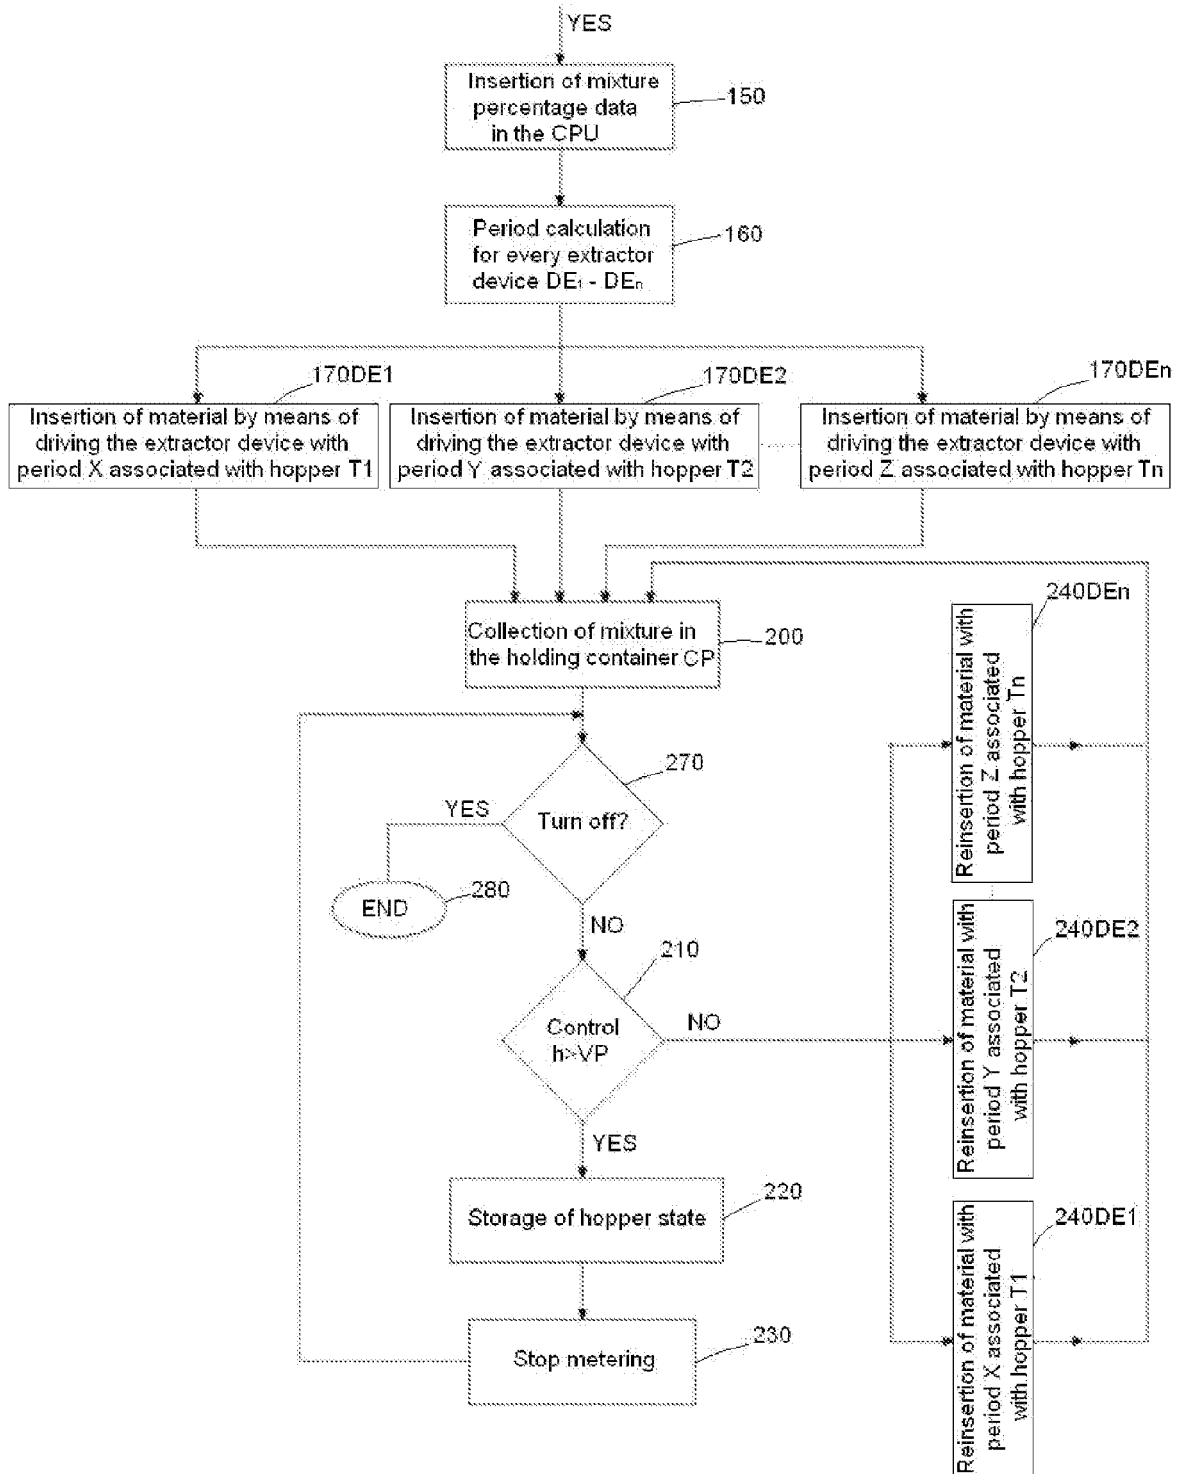 YES
Insertion of mixture
percentage data
in the CPU
150
Period calculation
for every extractor
device DE₁ - DEₙ
160
170DE1
170DE2
170DEn
Insertion of material by means of
driving the extractor device with
period X associated with hopper T1
Insertion of material by means of
driving the extractor device with
period Y associated with hopper T2
Insertion of material by means of
driving the extractor device with
period Z associated with hopper Tn
Collection of mixture in
the holding container CP
200
240DEn
Reinsertion of material with
period Z associated
with hopper Tn
270
Turn off?
YES
280
END
NO
210
Control
h>VP
NO
240DE2
Reinsertion of material with
period Y associated
with hopper T2
YES
220
Storage of hopper state
240DE1
Reinsertion of material with
period X associated
with hopper T1
230
Stop metering